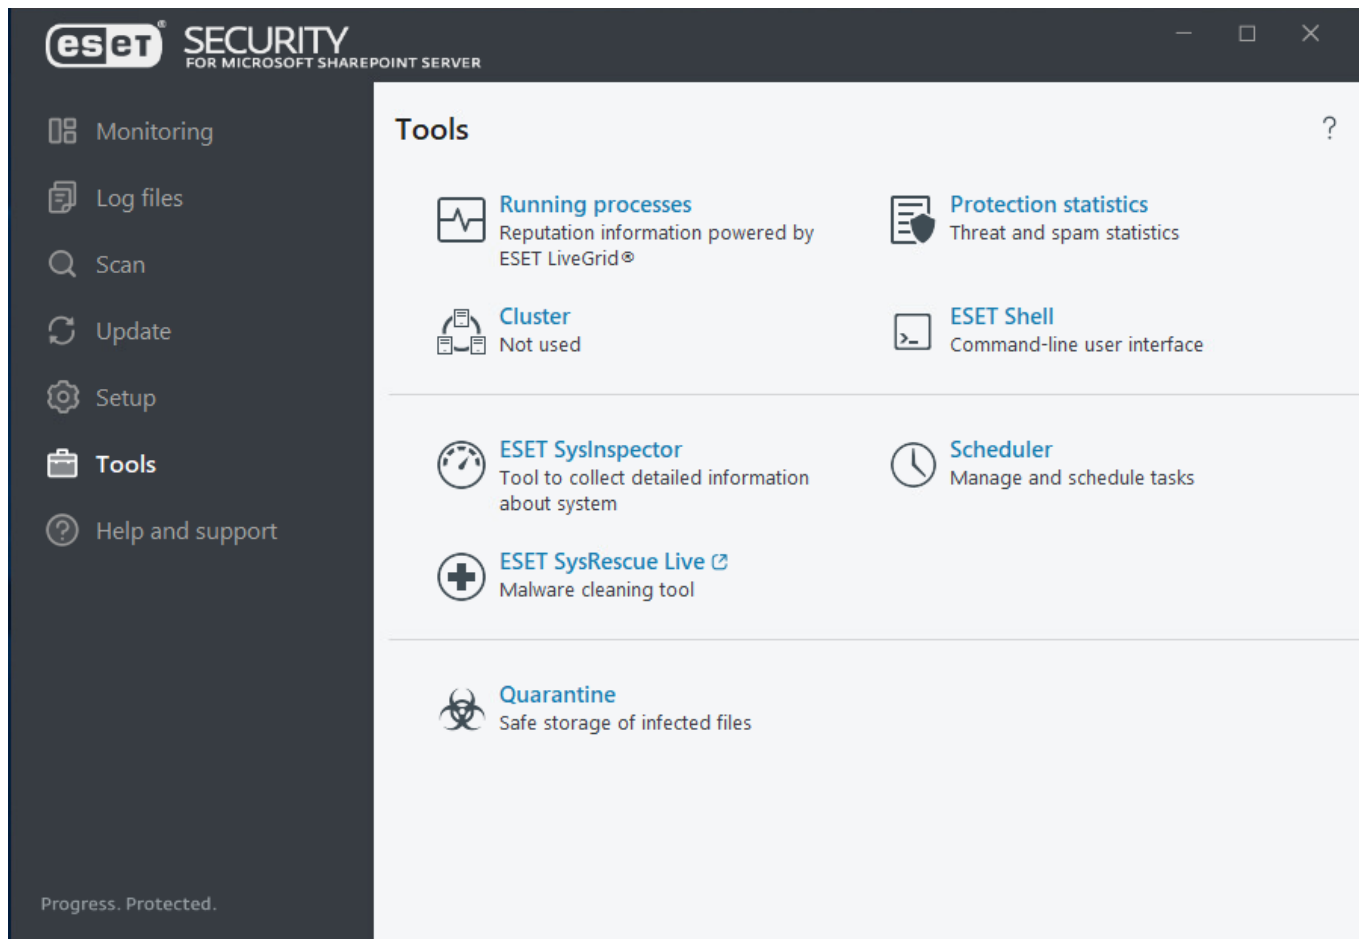 eset® SECURITY
FOR MICROSOFT SHAREPOINT SERVER
Monitoring
Log files
Scan
Update
Setup
Tools
Help and support
Progress. Protected.
Tools
?
Running processes
Reputation information powered by
ESET LiveGrid®
Protection statistics
Threat and spam statistics
Cluster
Not used
ESET Shell
Command-line user interface
ESET SysInspector
Tool to collect detailed information
about system
Scheduler
Manage and schedule tasks
ESET SysRescue Live
Malware cleaning tool
Quarantine
Safe storage of infected files